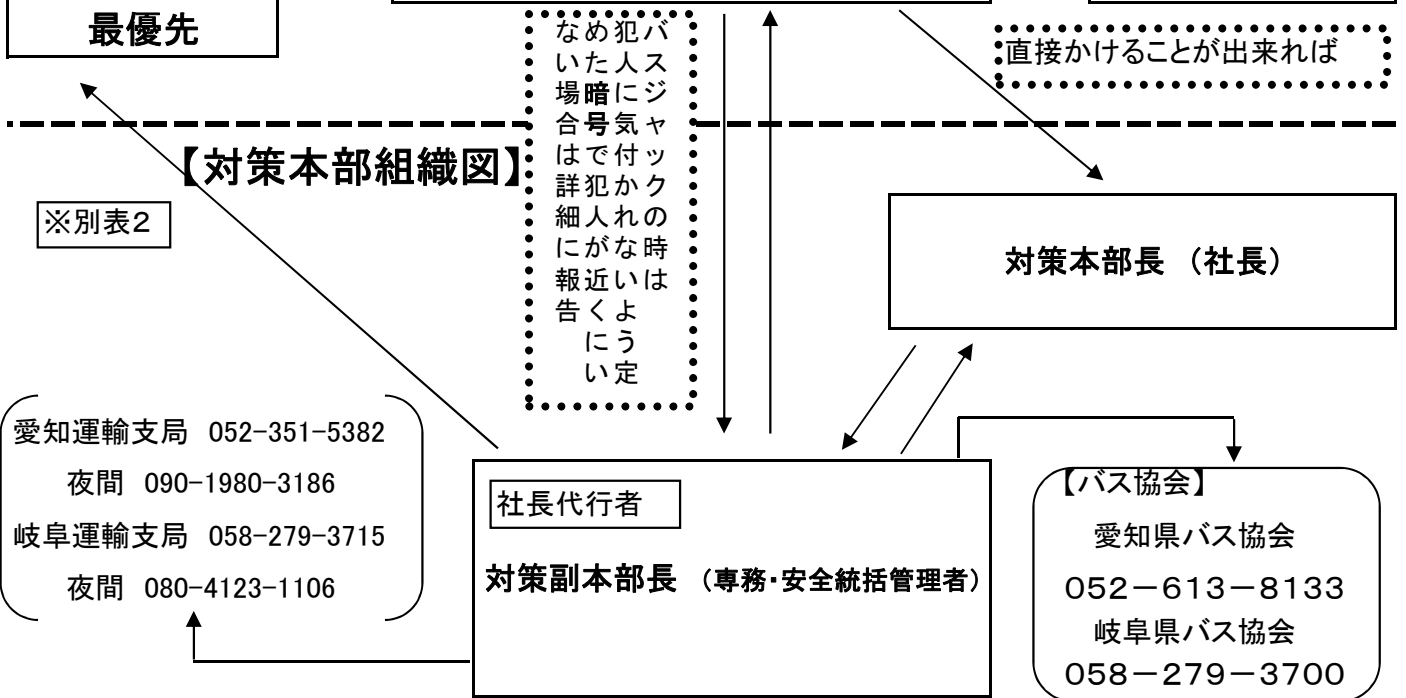 最優先
バスジャックの時は
犯人に気付かれないよう定
めた暗号で犯人が近くにい
ない場合は詳細に報告
直接かけることが出来れば
【対策本部組織図】
※別表2
対策本部長 （社長）
愛知運輸支局 052-351-5382
夜間 090-1980-3186
岐阜運輸支局 058-279-3715
夜間 080-4123-1106
社長代行者
対策副本部長 （専務・安全統括管理者）
【バス協会】
愛知県バス協会
０５２－６１３－８１３３
岐阜県バス協会
０５８－２７９－３７００